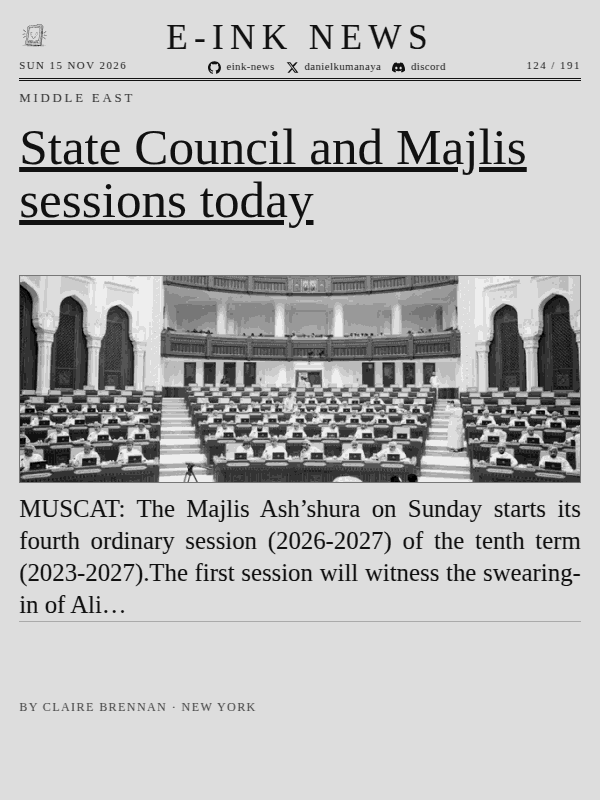 E-INK NEWS
SUN 15 NOV 2026
eink-news
danielkumanaya
discord
124 / 191
MIDDLE EAST
State Council and Majlis
sessions today
MUSCAT: The Majlis Ash’shura on Sunday starts its
fourth ordinary session (2026-2027) of the tenth term
(2023-2027).The first session will witness the swearing-
in of Ali…
BY CLAIRE BRENNAN · NEW YORK